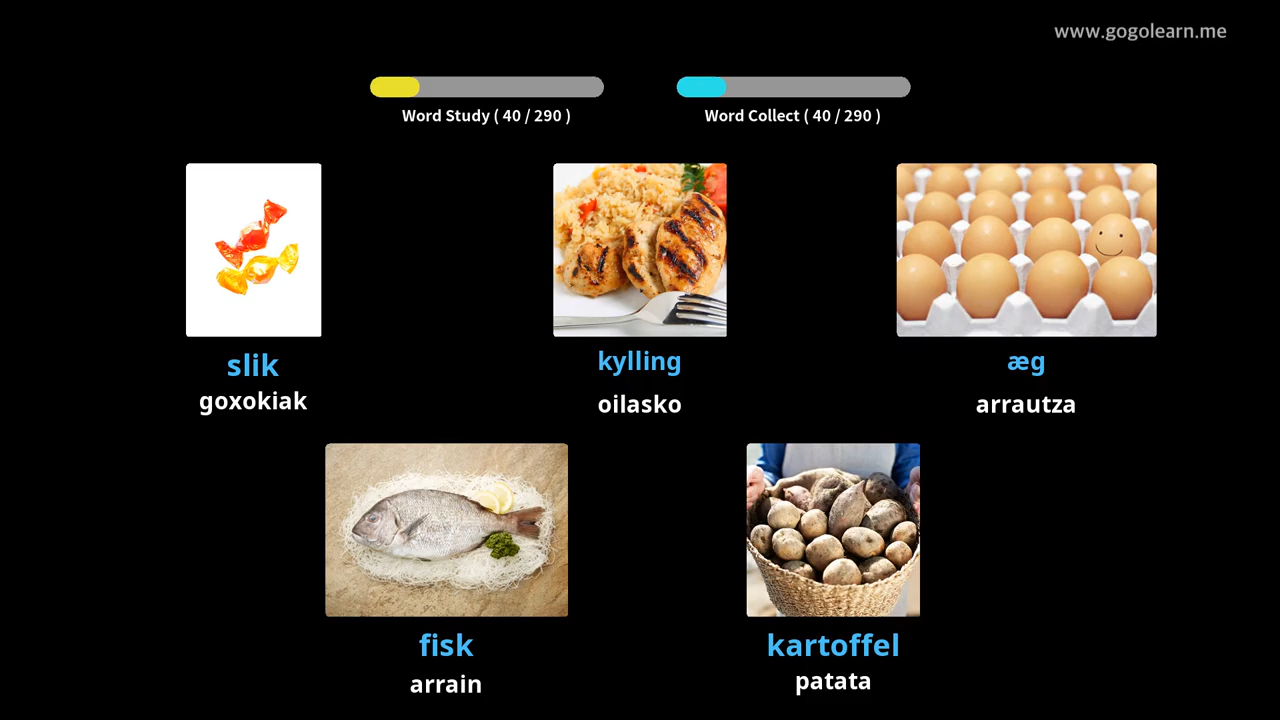 www.gogolearn.me
Word Study ( 40 / 290 )
Word Collect ( 40 / 290 )
slik
goxokiak
kylling
oilasko
æg
arrautza
fisk
arrain
kartoffel
patata